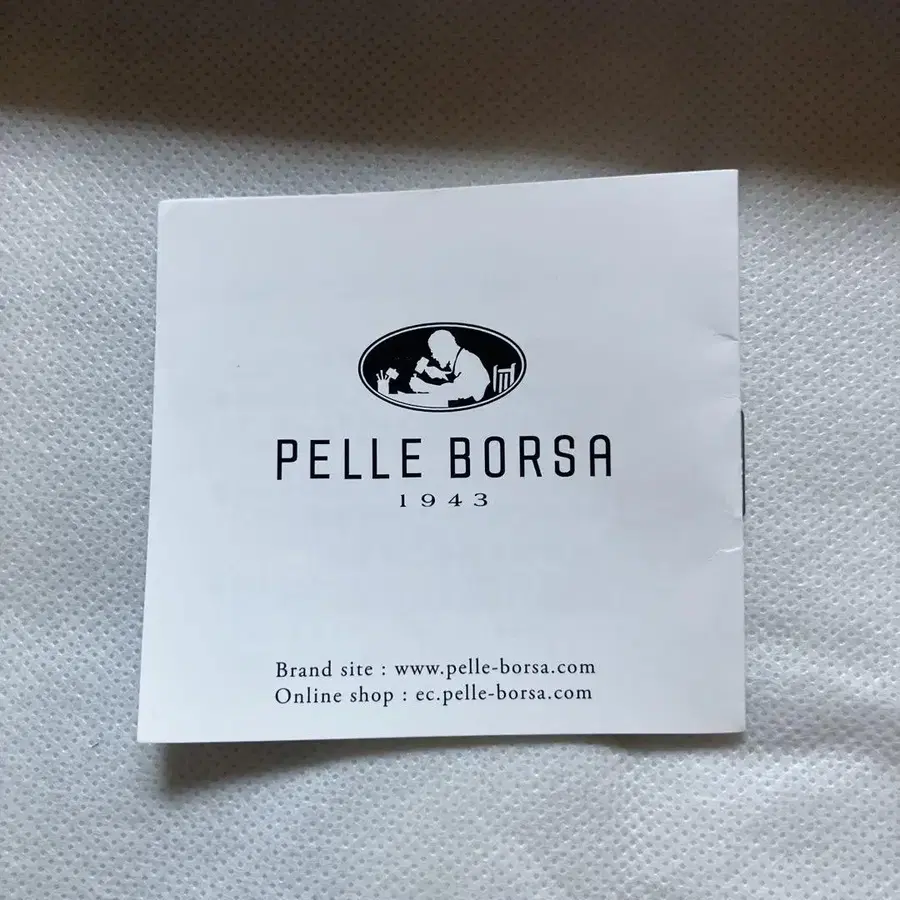 PELLE BORSA
1943
Brand site : www.pelle-borsa.com
Online shop : ec.pelle-borsa.com